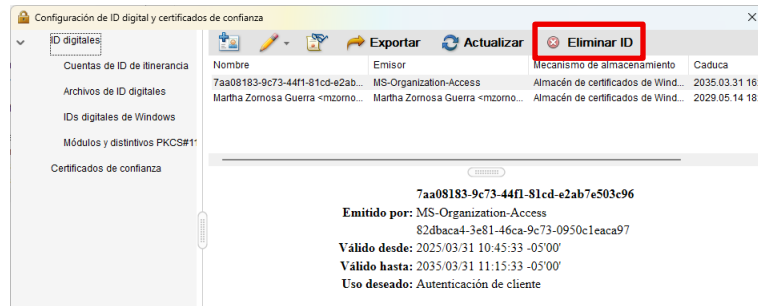 Configuración de ID digital y certificados de confianza
ID digitales
Cuentas de ID de itinerancia
Archivos de ID digitales
IDs digitales de Windows
Módulos y distintivos PKCS#11
Certificados de confianza
Exportar Actualizar Eliminar ID
Nombre Emisor Mecanismo de almacenamiento Caduca
7aa08183-9c73-44f1-81cd-e2ab... MS-Organization-Access Almacén de certificados de Wind... 2035.03.31 16:
Martha Zornosa Guerra <mzorno... Martha Zornosa Guerra <mzorno... Almacén de certificados de Wind... 2029.05.14 18:
7aa08183-9c73-44f1-81cd-e2ab7e503c96
Emitido por: MS-Organization-Access
82dbaca4-3e81-46ca-9c73-0950c1eaca97
Válido desde: 2025/03/31 10:45:33 -05'00'
Válido hasta: 2035/03/31 11:15:33 -05'00'
Uso deseado: Autenticación de cliente